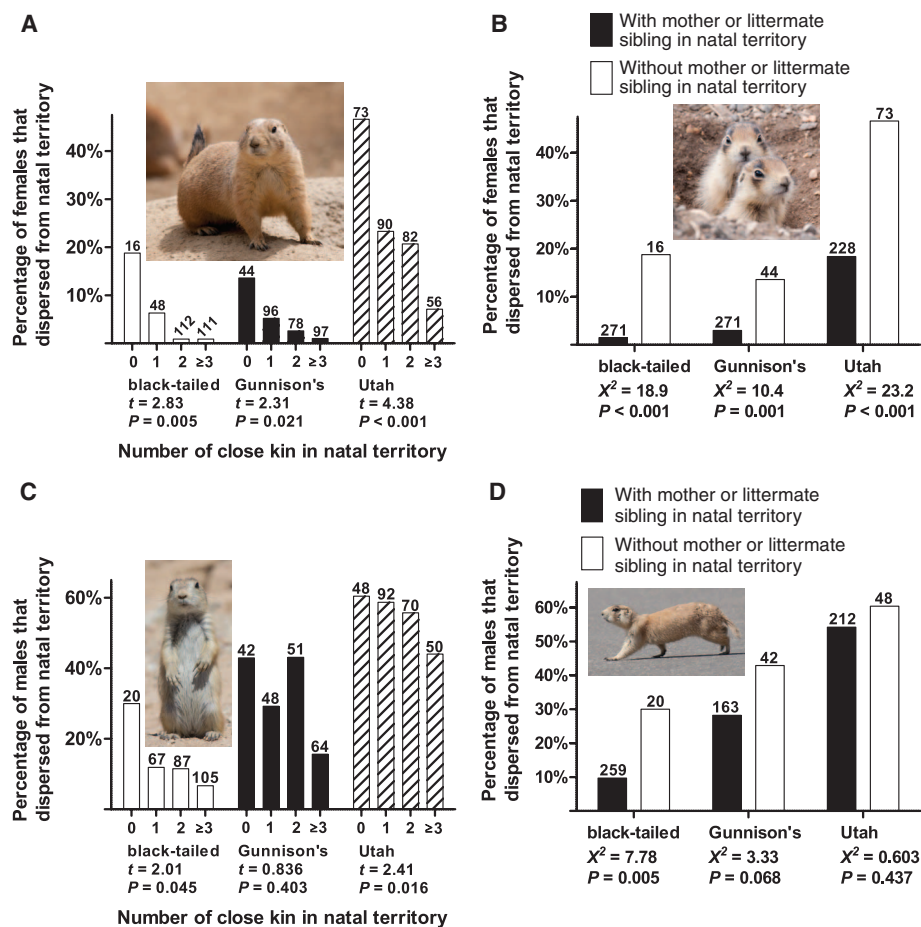 A
Percentage of females that
dispersed from natal territory
40%
30%
20%
10%
16
48
112
111
44
96
78
97
73
90
82
56
0 1 2 ≥3 0 1 2 ≥3 0 1 2 ≥3
black-tailed Gunnison's Utah
t = 2.83 t = 2.31 t = 4.38
P = 0.005 P = 0.021 P < 0.001
Number of close kin in natal territory
B
With mother or littermate
sibling in natal territory
Without mother or littermate
sibling in natal territory
Percentage of females that
dispersed from natal territory
40%
30%
20%
10%
271
16
271
44
228
73
black-tailed Gunnison's Utah
X² = 18.9 X² = 10.4 X² = 23.2
P < 0.001 P = 0.001 P < 0.001
C
Percentage of males that
dispersed from natal territory
60%
40%
20%
20
67
87
105
42
48
51
64
48
92
70
50
0 1 2 ≥3 0 1 2 ≥3 0 1 2 ≥3
black-tailed Gunnison's Utah
t = 2.01 t = 0.836 t = 2.41
P = 0.045 P = 0.403 P = 0.016
Number of close kin in natal territory
D
With mother or littermate
sibling in natal territory
Without mother or littermate
sibling in natal territory
Percentage of males that
dispersed from natal territory
60%
50%
40%
30%
20%
10%
259
20
163
42
212
48
black-tailed Gunnison's Utah
X² = 7.78 X² = 3.33 X² = 0.603
P = 0.005 P = 0.068 P = 0.437